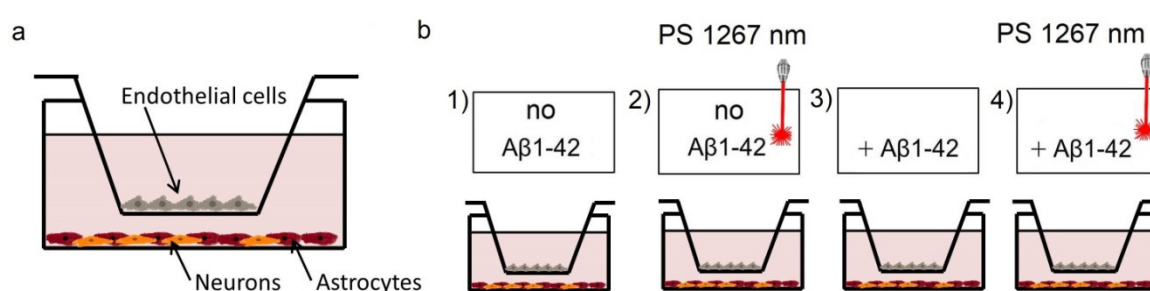 a
Endothelial cells
Neurons
Astrocytes
b
PS 1267 nm
PS 1267 nm
1)
no
Aβ1-42
2)
no
Aβ1-42
3)
+ Aβ1-42
4)
+ Aβ1-42